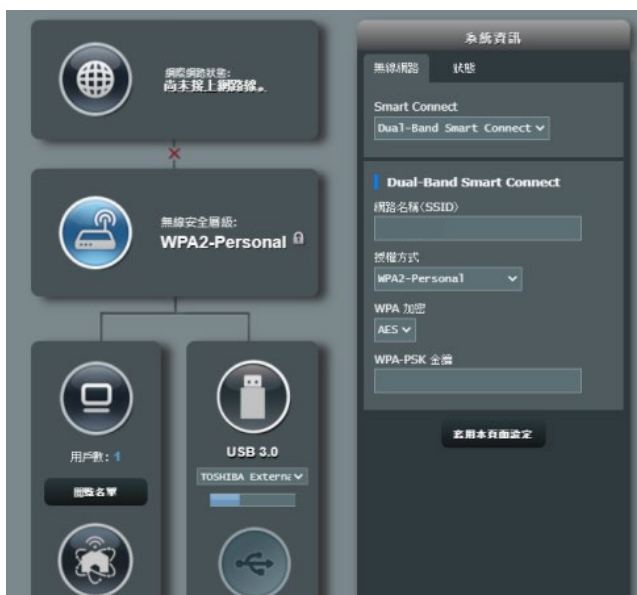 網際網路狀態:
尚未接上網路線。
無線安全層級:
WPA2-Personal
用戶數: 1
閱覽名單
USB 3.0
TOSHIBA Externa
系統資訊
無線網路
狀態
Smart Connect
Dual-Band Smart Connect
Dual-Band Smart Connect
網路名稱(SSID)
授權方式
WPA2-Personal
WPA 加密
AES
WPA-PSK 金鑰
套用本頁面設定